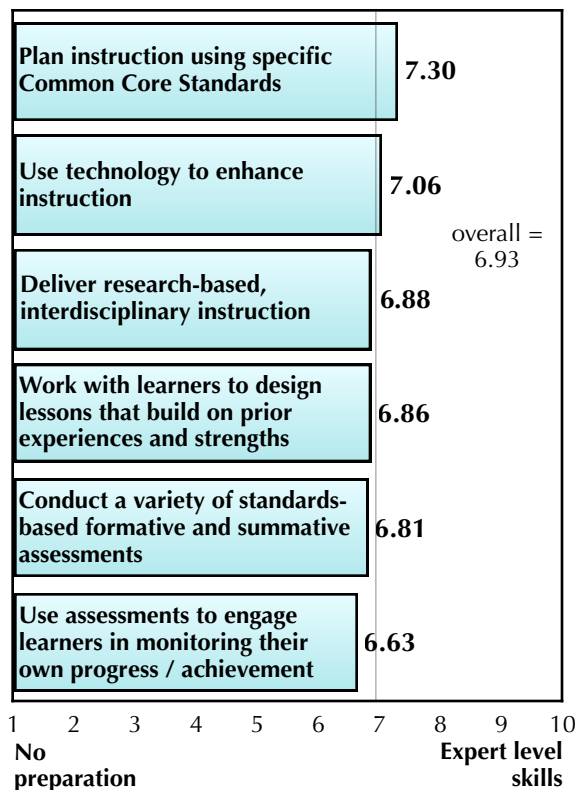 Plan instruction using specific
Common Core Standards
7.30
Use technology to enhance
instruction
7.06
overall =
6.93
Deliver research-based,
interdisciplinary instruction
6.88
Work with learners to design
lessons that build on prior
experiences and strengths
6.86
Conduct a variety of standards-
based formative and summative
assessments
6.81
Use assessments to engage
learners in monitoring their
own progress / achievement
6.63
1 2 3 4 5 6 7 8 9 10
No
preparation
Expert level
skills